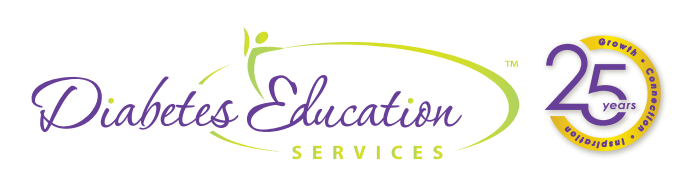 Diabetes Education
SERVICES
™
25
years
Growth • Connection • Inspiration